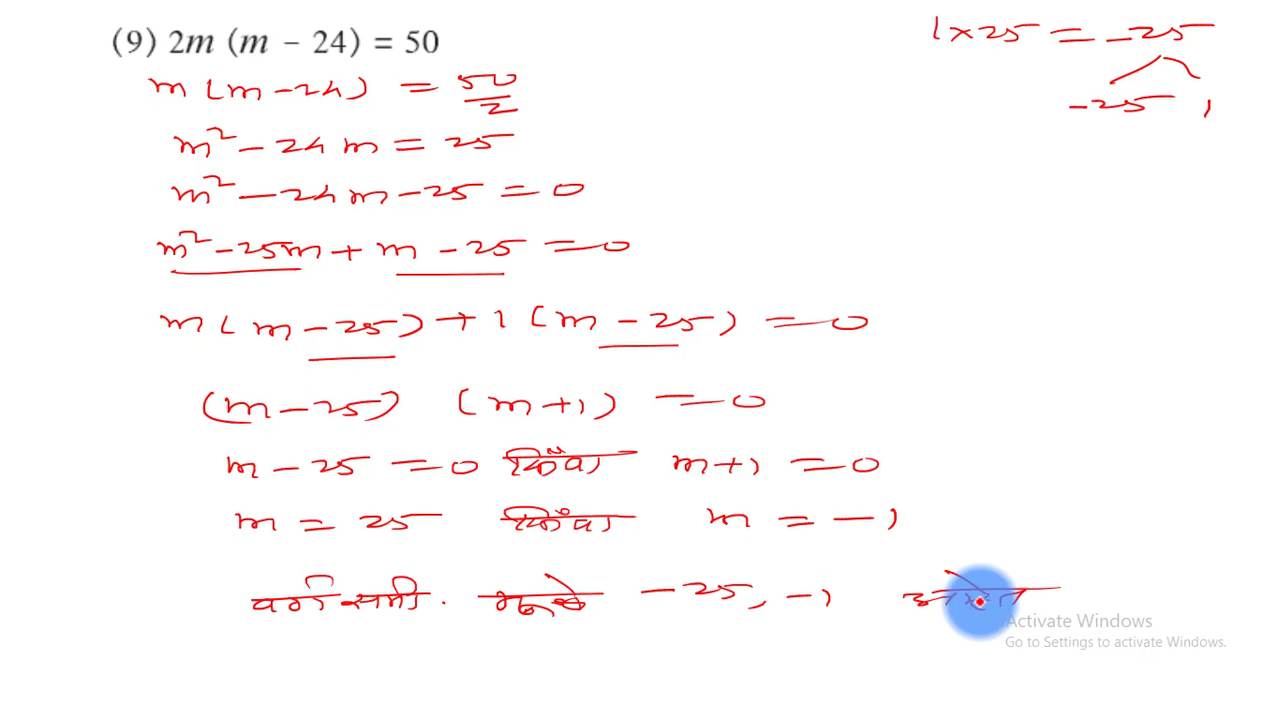 (9) 2m (m − 24) = 50
1 × 25 = −25
−25 1
m (m − 24) = 50/2
m² − 24m = 25
m² − 24m − 25 = 0
m² − 25m + m − 25 = 0
m (m − 25) + 1 (m − 25) = 0
(m − 25) (m + 1) = 0
m − 25 = 0 किंवा m + 1 = 0
m = 25 किंवा m = −1
वर्ग समी. मुळे −25, −1 आहेत
Activate Windows
Go to Settings to activate Windows.